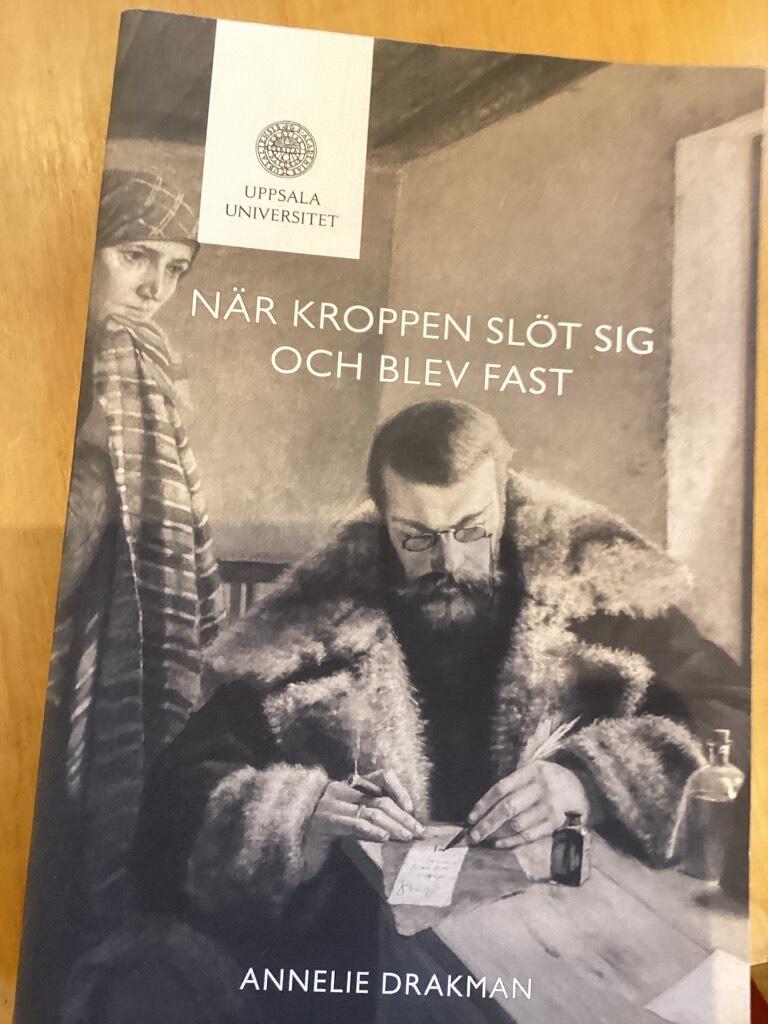 UPPSALA
UNIVERSITET
NÄR KROPPEN SLÖT SIG
OCH BLEV FAST
ANNELIE DRAKMAN